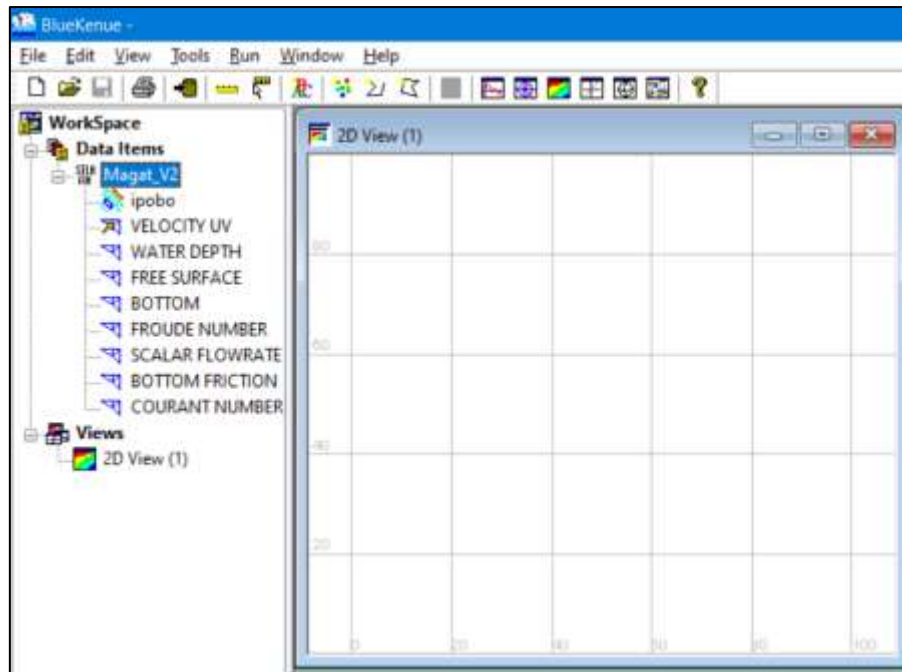 BlueKenue -
File Edit View Tools Run Window Help
WorkSpace
Data Items
Magat_V2
ipobo
VELOCITY UV
WATER DEPTH
FREE SURFACE
BOTTOM
FROUDE NUMBER
SCALAR FLOWRATE
BOTTOM FRICTION
COURANT NUMBER
Views
2D View (1)
2D View (1)
80
60
40
20
0 20 40 60 80 100